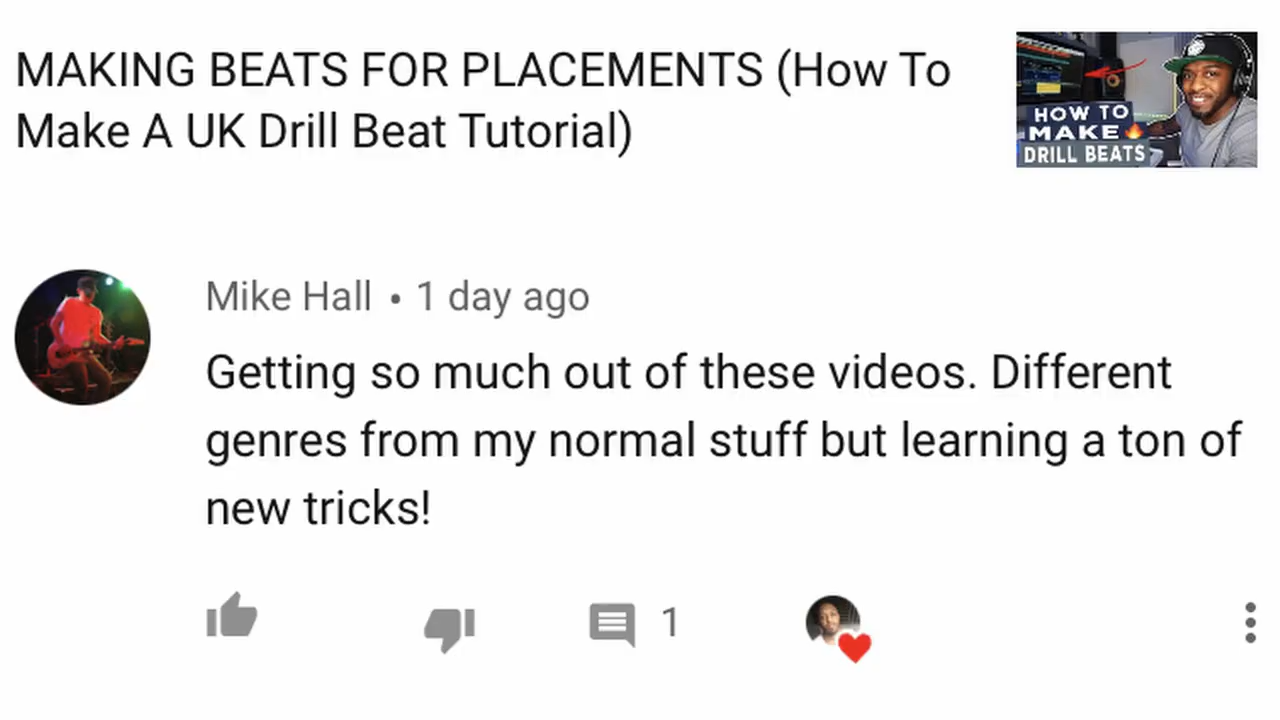 MAKING BEATS FOR PLACEMENTS (How To
Make A UK Drill Beat Tutorial)
HOW TO
MAKE🔥
DRILL BEATS
Mike Hall • 1 day ago
Getting so much out of these videos. Different
genres from my normal stuff but learning a ton of
new tricks!
1